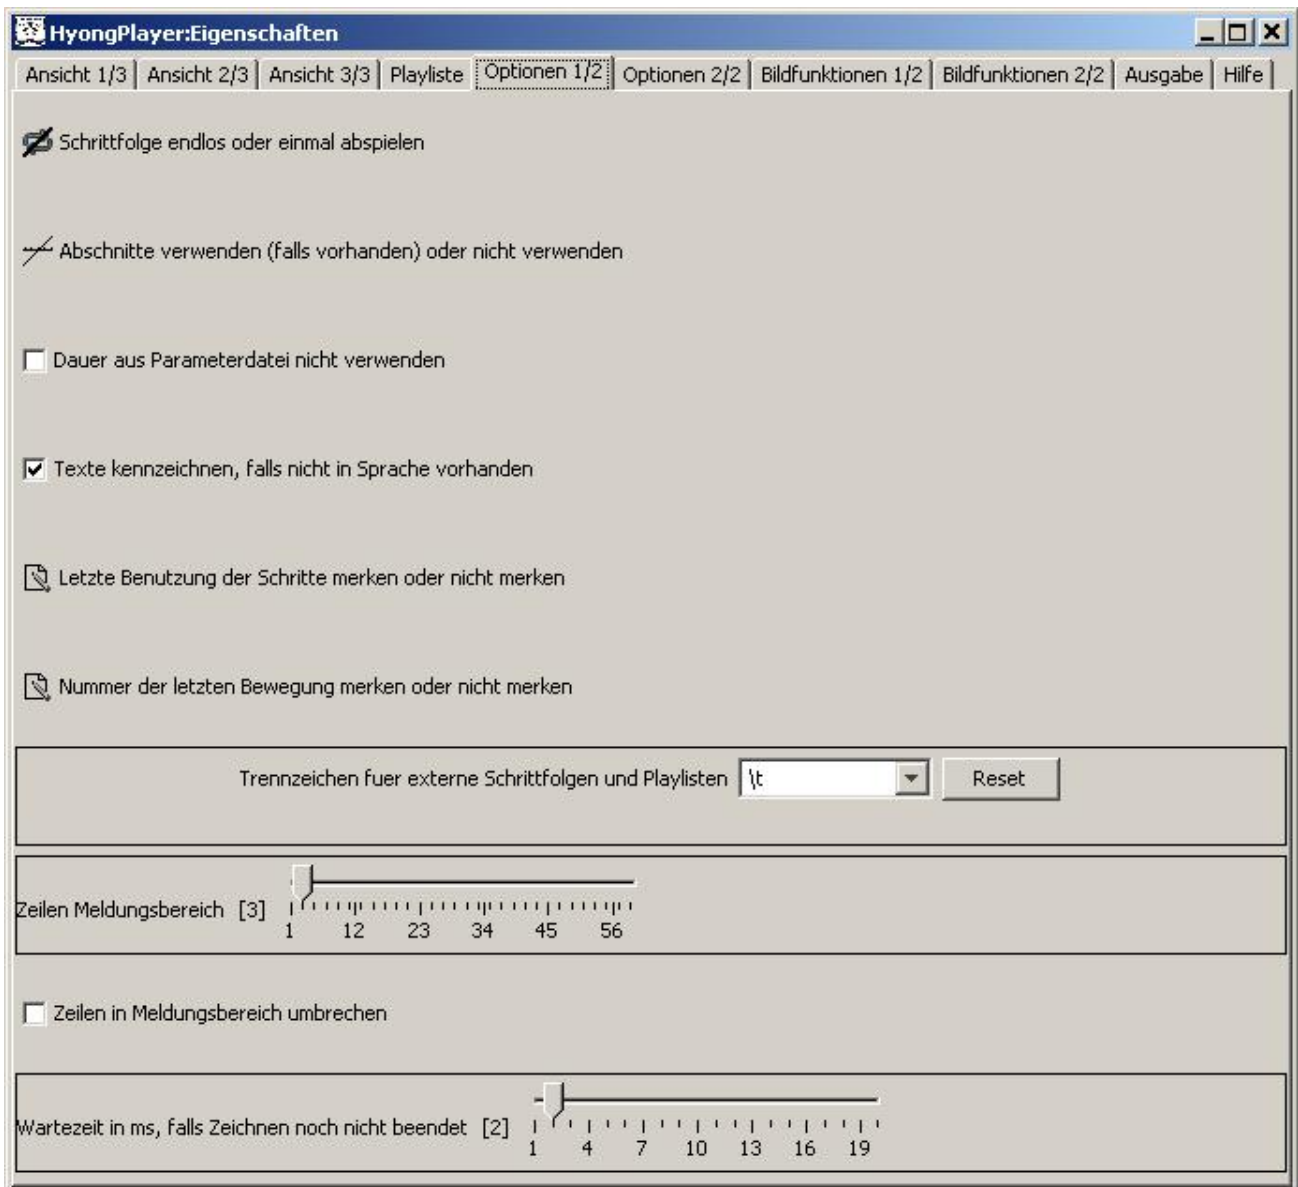 HyongPlayer:Eigenschaften
Ansicht 1/3 Ansicht 2/3 Ansicht 3/3 Playliste Optionen 1/2 Optionen 2/2 Bildfunktionen 1/2 Bildfunktionen 2/2 Ausgabe Hilfe
Schrittfolge endlos oder einmal abspielen
Abschnitte verwenden (falls vorhanden) oder nicht verwenden
Dauer aus Parameterdatei nicht verwenden
Texte kennzeichnen, falls nicht in Sprache vorhanden
Letzte Benutzung der Schritte merken oder nicht merken
Nummer der letzten Bewegung merken oder nicht merken
Trennzeichen fuer externe Schrittfolgen und Playlisten \t Reset
Zeilen Meldungsbereich [3]
1 12 23 34 45 56
Zeilen in Meldungsbereich umbrechen
Wartezeit in ms, falls Zeichnen noch nicht beendet [2]
1 4 7 10 13 16 19